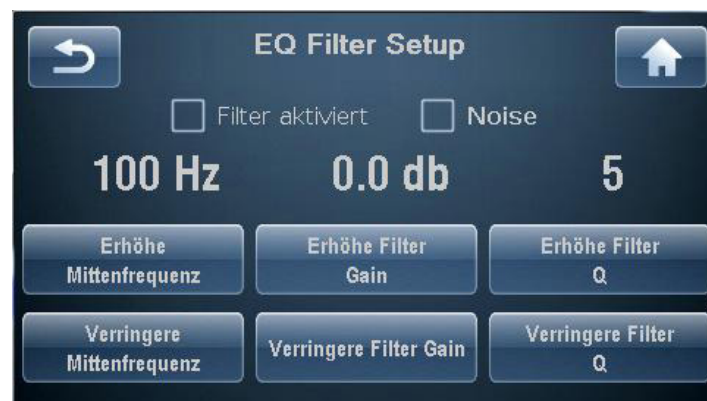 EQ Filter Setup
Filter aktiviert Noise
100 Hz 0.0 db 5
Erhöhe Erhöhe Filter Erhöhe Filter
Mittenfrequenz Gain Q
Verringere Verringere Filter Gain Verringere Filter
Mittenfrequenz Q